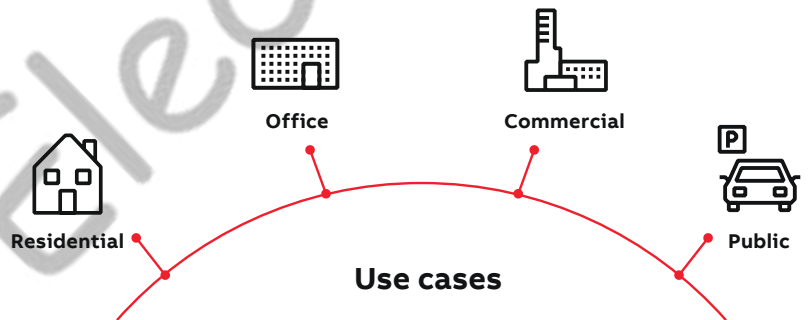 Office
Commercial
P
Residential
Public
Use cases